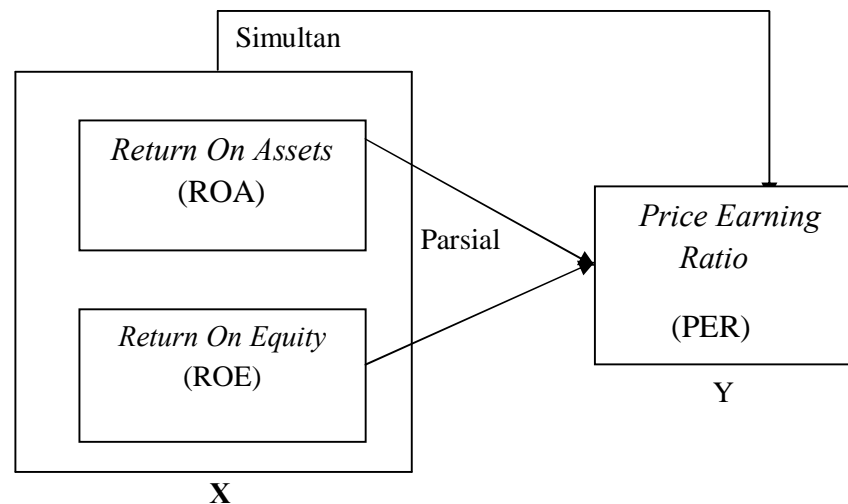 Simultan
Return On Assets
(ROA)
Parsial
Return On Equity
(ROE)
X
Price Earning
Ratio
(PER)
Y